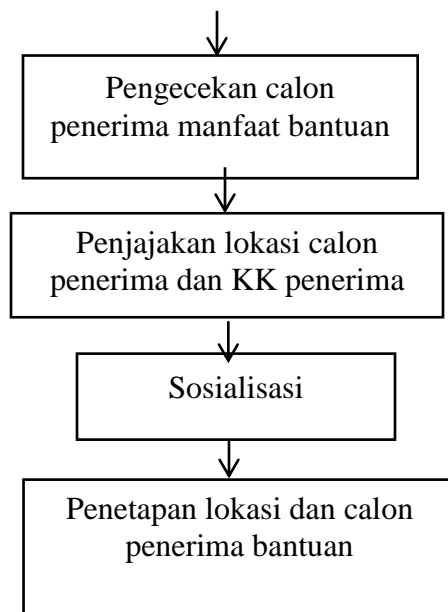 Pengecekan calon
penerima manfaat bantuan
Penjajakan lokasi calon
penerima dan KK penerima
Sosialisasi
Penetapan lokasi dan calon
penerima bantuan